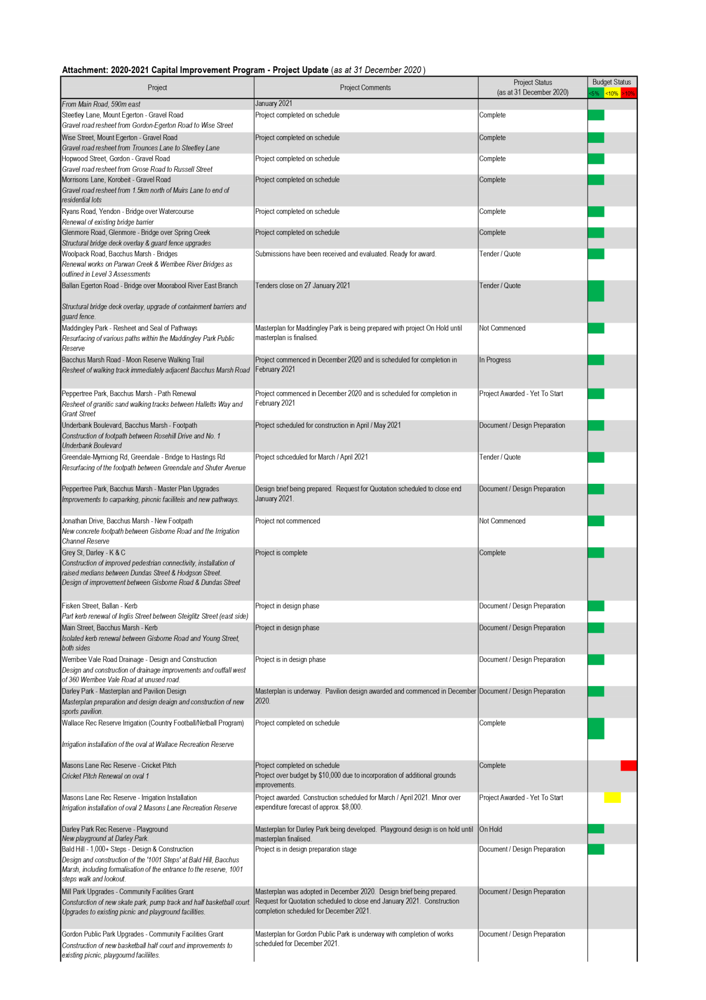 Attachment: 2020-2021 Capital Improvement Program - Project Update (as at 31 December 2020 )
Project
Project Comments
Project Status
(as at 31 December 2020)
Budget Status
<5% <10% >10%
From Main Road, 590m east
January 2021
Steetley Lane, Mount Egerton - Gravel Road
Gravel road resheet from Gordon-Egerton Road to Wise Street
Project completed on schedule
Complete
Wise Street, Mount Egerton - Gravel Road
Gravel road resheet from Trounces Lane to Steetley Lane
Project completed on schedule
Complete
Hopwood Street, Gordon - Gravel Road
Gravel road resheet from Grose Road to Russell Street
Project completed on schedule
Complete
Morrisons Lane, Korobeit - Gravel Road
Gravel road resheet from 1.5km north of Muirs Lane to end of
residential lots
Project completed on schedule
Complete
Ryans Road, Yendon - Bridge over Watercourse
Renewal of existing bridge barrier
Project completed on schedule
Complete
Glenmore Road, Glenmore - Bridge over Spring Creek
Structural bridge deck overlay & guard fence upgrades
Project completed on schedule
Complete
Woolpack Road, Bacchus Marsh - Bridges
Renewal works on Parwan Creek & Werribee River Bridges as
outlined in Level 3 Assessments
Submissions have been received and evaluated. Ready for award.
Tender / Quote
Ballan Egerton Road - Bridge over Moorabool River East Branch
Structural bridge deck overlay, upgrade of containment barriers and
guard fence.
Tenders close on 27 January 2021
Tender / Quote
Maddingley Park - Resheet and Seal of Pathways
Resurfacing of various paths within the Maddingley Park Public
Reserve
Masterplan for Maddingley Park is being prepared with project On Hold until
masterplan is finalised.
Not Commenced
Bacchus Marsh Road - Moon Reserve Walking Trail
Resheet of walking track immediately adjacent Bacchus Marsh Road
Project commenced in December 2020 and is scheduled for completion in
February 2021
In Progress
Peppertree Park, Bacchus Marsh - Path Renewal
Resheet of granitic sand walking tracks between Halletts Way and
Grant Street
Project commenced in December 2020 and is scheduled for completion in
February 2021
Project Awarded - Yet To Start
Underbank Boulevard, Bacchus Marsh - Footpath
Construction of footpath between Rosehill Drive and No. 1
Underbank Boulevard
Project scheduled for construction in April / May 2021
Document / Design Preparation
Greendale-Myrniong Rd, Greendale - Bridge to Hastings Rd
Resurfacing of the footpath between Greendale and Shuter Avenue
Project schceduled for March / April 2021
Tender / Quote
Peppertree Park, Bacchus Marsh - Master Plan Upgrades
Improvements to carparking, pincnic faciliteis and new pathways.
Design brief being prepared.  Request for Quotation scheduled to close end
January 2021.
Document / Design Preparation
Jonathan Drive, Bacchus Marsh - New Footpath
New concrete footpath between Gisborne Road and the Irrigation
Channel Reserve
Project not commenced
Not Commenced
Grey St, Darley - K & C
Construction of improved pedestrian connectivity, installation of
raised medians between Dundas Street & Hodgson Street.
Design of improvement between Gisborne Road & Dundas Street
Project is complete
Complete
Fisken Street, Ballan - Kerb
Part kerb renewal of Inglis Street between Steiglitz Street (east side)
Project in design phase
Document / Design Preparation
Main Street, Bacchus Marsh - Kerb
Isolated kerb renewal between Gisborne Road and Young Street,
both sides
Project in design phase
Document / Design Preparation
Werribee Vale Road Drainage - Design and Construction
Design and construction of drainage improvements and outfall west
of 360 Werribee Vale Road at unused road.
Project is in design phase
Document / Design Preparation
Darley Park - Masterplan and Pavilion Design
Masterplan preparation and design deaign and construction of new
sports pavilion.
Masterplan is underway.  Pavilion design awarded and commenced in December
2020.
Document / Design Preparation
Wallace Rec Reserve Irrigation (Country Football/Netball Program)
Irrigation installation of the oval at Wallace Recreation Reserve
Project completed on schedule
Complete
Masons Lane Rec Reserve - Cricket Pitch
Cricket Pitch Renewal on oval 1
Project completed on schedule
Project over budget by $10,000 due to incorporation of additional grounds
improvements.
Complete
Masons Lane Rec Reserve - Irrigation Installation
Irrigation installation of oval 2 Masons Lane Recreation Reserve
Project awarded. Construction scheduled for March / April 2021. Minor over
expenditure forecast of approx. $8,000.
Project Awarded - Yet To Start
Darley Park Rec Reserve - Playground
New playground at Darley Park.
Masterplan for Darley Park being developed.  Playground design is on hold until
masterplan finalised.
On Hold
Bald Hill - 1,000+ Steps - Design & Construction
Design and construction of the '1001 Steps' at Bald Hill, Bacchus
Marsh, including formalisation of the entrance to the reserve, 1001
steps walk and lookout.
Project is in design preparation stage
Document / Design Preparation
Mill Park Upgrades - Community Facilities Grant
Consturction of new skate park, pump track and half basketball court.
Upgrades to existing picnic and playground facilities.
Masterplan was adopted in December 2020.  Design brief being prepared.
Request for Quotation scheduled to close end January 2021.  Construction
completion scheduled for December 2021.
Document / Design Preparation
Gordon Public Park Upgrades - Community Facilities Grant
Construction of new basketball half court and improvements to
existing picnic, playgournd faciliites.
Masterplan for Gordon Public Park is underway with completion of works
scheduled for December 2021.
Document / Design Preparation